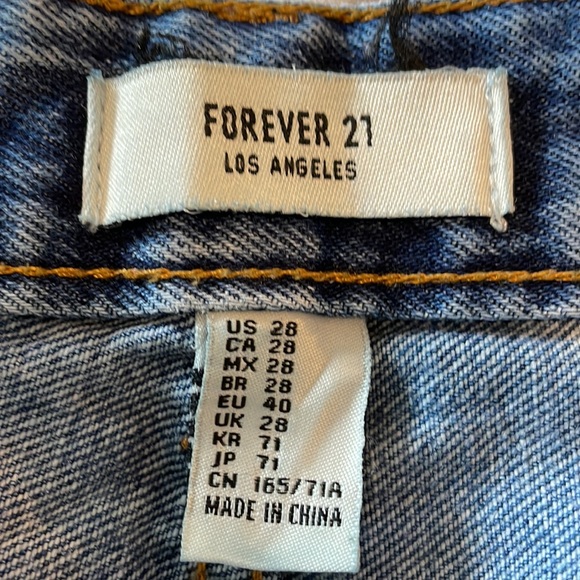 FOREVER 21
LOS ANGELES
US 28
CA 28
MX 28
BR 28
EU 40
UK 28
KR 71
JP 71
CN 165/71A
MADE IN CHINA